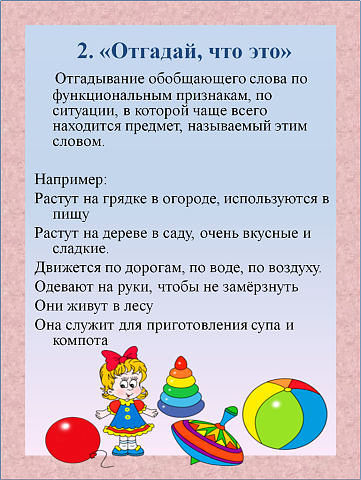 2. «Отгадай, что это»
Отгадывание обобщающего слова по
функциональным признакам, по
ситуации, в которой чаще всего
находится предмет, называемый этим
словом.
Например:
Растут на грядке в огороде, используются в
пищу
Растут на дереве в саду, очень вкусные и
сладкие.
Движется по дорогам, по воде, по воздуху.
Одевают на руки, чтобы не замёрзнуть
Они живут в лесу
Она служит для приготовления супа и
компота